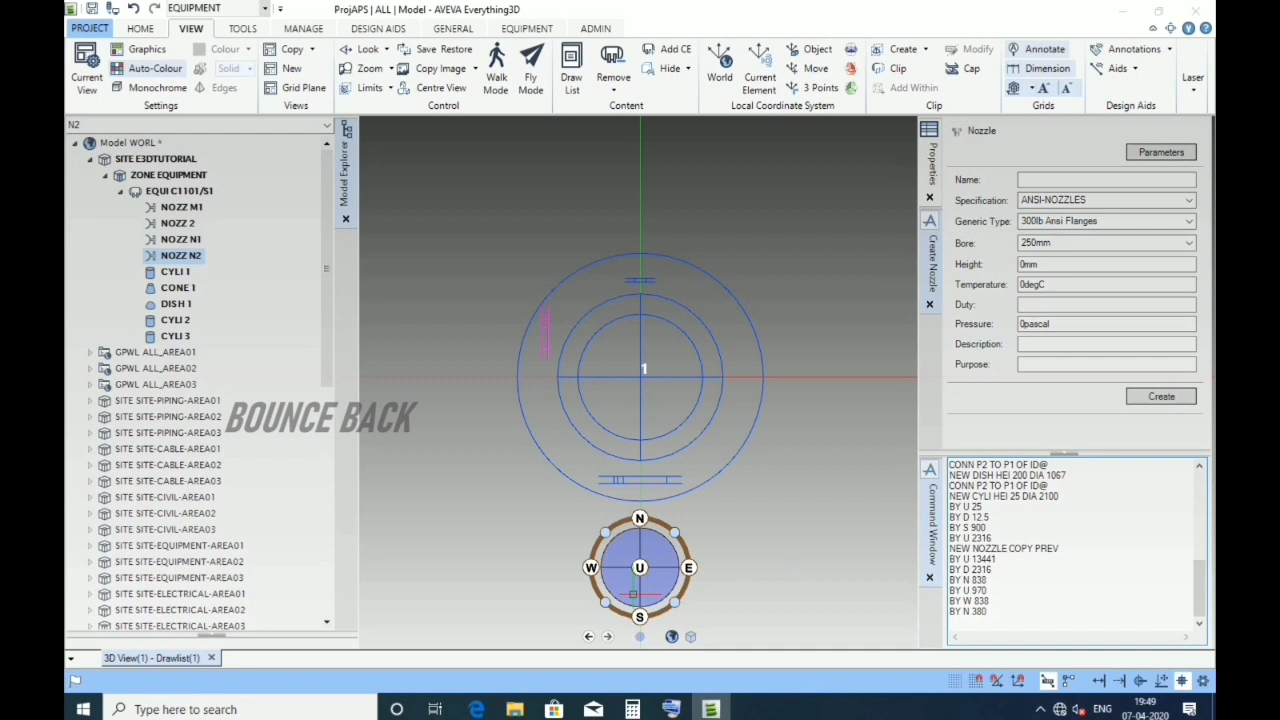 EQUIPMENT
ProjAPS | ALL | Model - AVEVA Everything3D
PROJECT HOME VIEW TOOLS MANAGE DESIGN AIDS GENERAL EQUIPMENT ADMIN
Current View
Graphics
Auto-Colour
Monochrome
Colour
Solid
Edges
Settings
Copy
New
Grid Plane
Views
Look
Zoom
Limits
Save Restore
Copy Image
Centre View
Walk Mode
Fly Mode
Control
Draw List
Remove
Add CE
Hide
Content
World
Current Element
Object
Move
3 Points
Local Coordinate System
Create
Clip
Add Within
Modify
Cap
Clip
Annotate
Dimension
A A
Grids
Annotations
Aids
Design Aids
Laser
N2
Model WORL *
SITE E3DTUTORIAL
ZONE EQUIPMENT
EQUI C1101/S1
NOZZ M1
NOZZ 2
NOZZ N1
NOZZ N2
CYLI 1
CONE 1
DISH 1
CYLI 2
CYLI 3
GPWL ALL_AREA01
GPWL ALL_AREA02
GPWL ALL_AREA03
SITE SITE-PIPING-AREA01
SITE SITE-PIPING-AREA02
SITE SITE-PIPING-AREA03
SITE SITE-CABLE-AREA01
SITE SITE-CABLE-AREA02
SITE SITE-CABLE-AREA03
SITE SITE-CIVIL-AREA01
SITE SITE-CIVIL-AREA02
SITE SITE-CIVIL-AREA03
SITE SITE-EQUIPMENT-AREA01
SITE SITE-EQUIPMENT-AREA02
SITE SITE-EQUIPMENT-AREA03
SITE SITE-ELECTRICAL-AREA01
SITE SITE-ELECTRICAL-AREA02
SITE SITE-ELECTRICAL-AREA03
Model Explorer
BOUNCE BACK
1
N
W U E
S
Properties
Create Nozzle
Command Window
Nozzle
Parameters
Name:
Specification: ANSI-NOZZLES
Generic Type: 300lb Ansi Flanges
Bore: 250mm
Height: 0mm
Temperature: 0degC
Duty:
Pressure: 0pascal
Description:
Purpose:
Create
CONN P2 TO P1 OF ID@
NEW DISH HEI 200 DIA 1067
CONN P2 TO P1 OF ID@
NEW CYLI HEI 25 DIA 2100
BY U 25
BY D 12.5
BY S 900
BY U 2316
NEW NOZZLE COPY PREV
BY U 13441
BY D 2316
BY N 838
BY U 970
BY W 838
BY N 380
3D View(1) - Drawlist(1)
Type here to search
ENG
19:49
07-04-2020